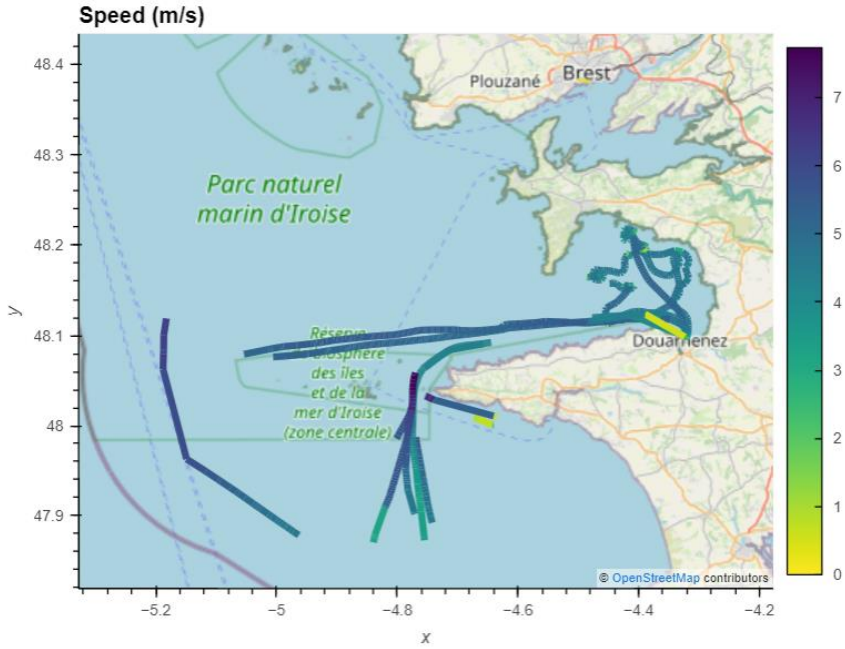 Speed (m/s)
48.4
48.3
48.2
48.1
48
47.9
y
Plouzané
Brest
Parc naturel
marin d'Iroise
Réserve
de biosphère
des îles
et de la
mer d'Iroise
(zone centrale)
Douarnenez
© OpenStreetMap contributors
−5.2
−5
−4.8
−4.6
−4.4
−4.2
x
7
6
5
4
3
2
1
0